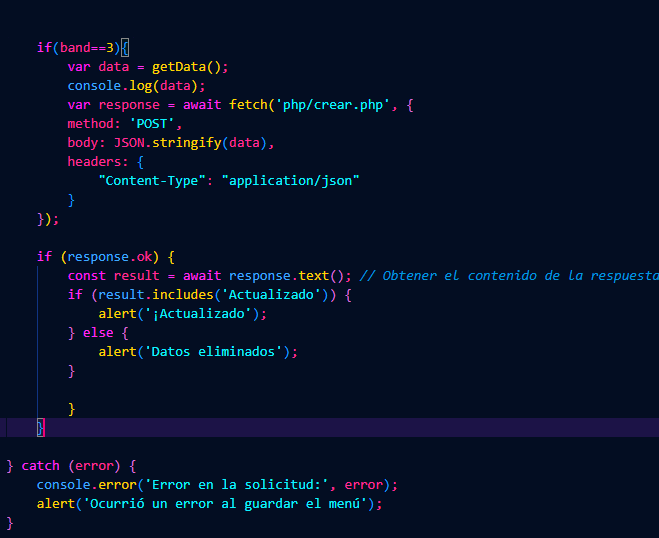 if(band==3){
var data = getData();
console.log(data);
var response = await fetch('php/crear.php', {
method: 'POST',
body: JSON.stringify(data),
headers: {
"Content-Type": "application/json"
}
});
if (response.ok) {
const result = await response.text(); // Obtener el contenido de la respuesta
if (result.includes('Actualizado')) {
alert('¡Actualizado');
} else {
alert('Datos eliminados');
}
}
}
} catch (error) {
console.error('Error en la solicitud:', error);
alert('Ocurrió un error al guardar el menú');
}